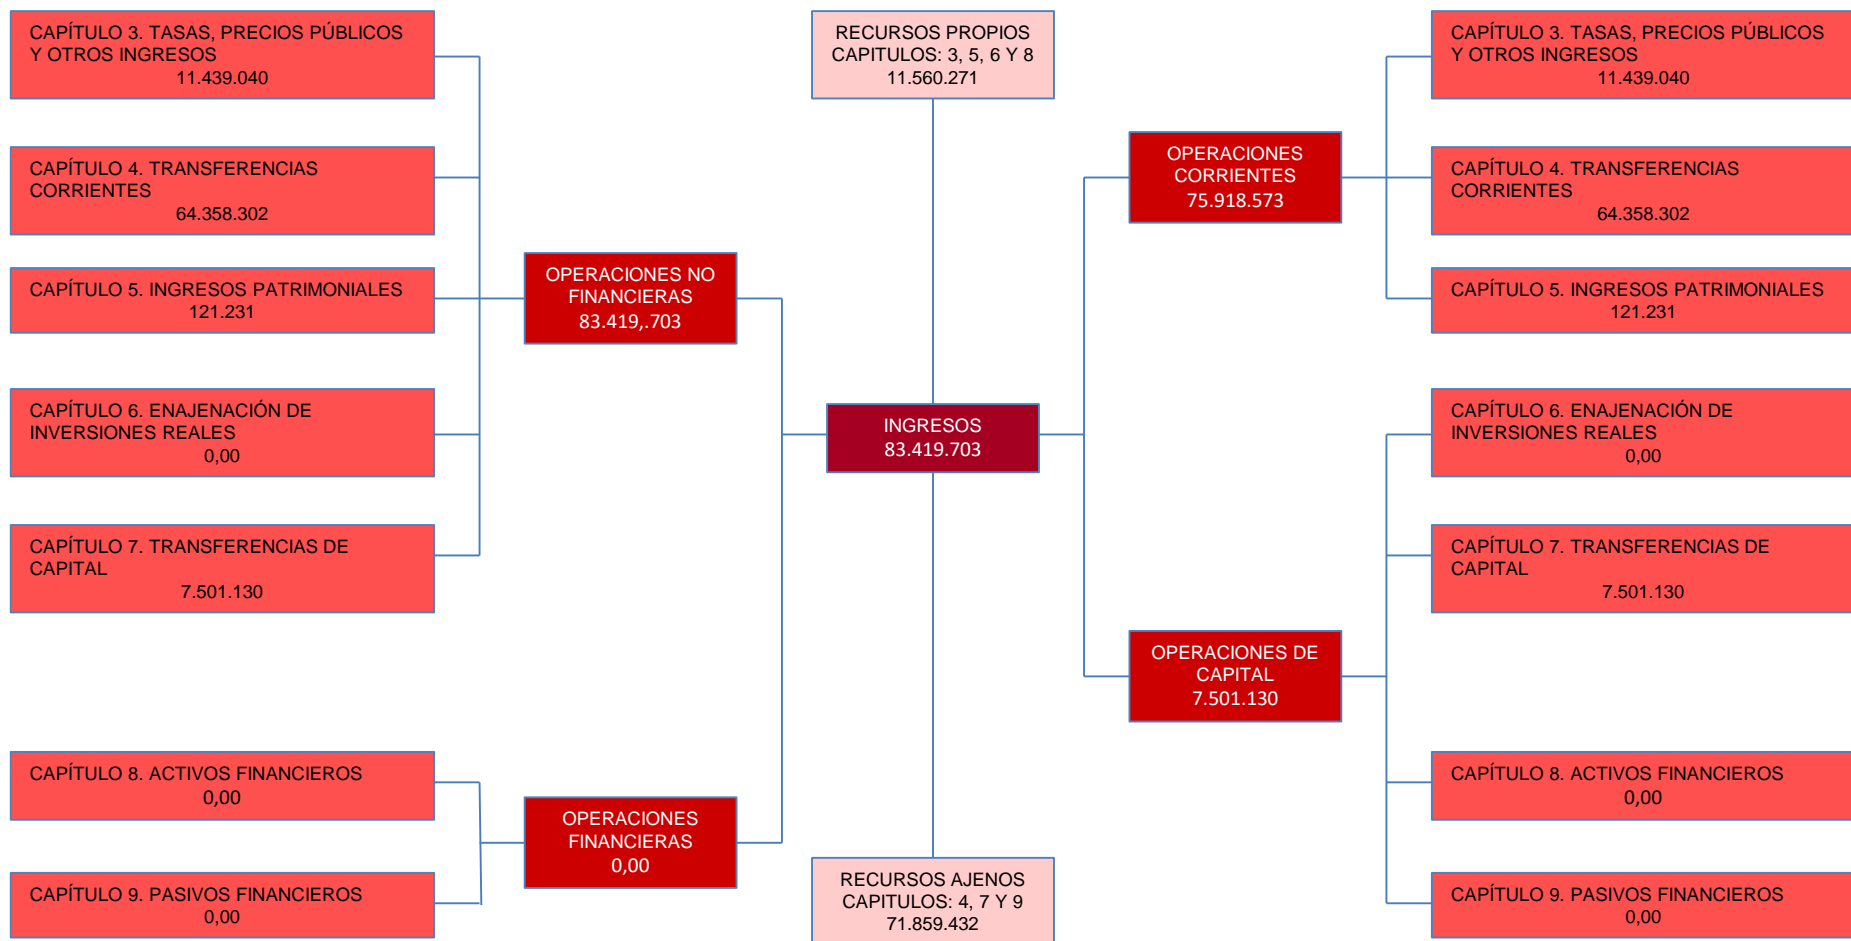 CAPÍTULO 3. TASAS, PRECIOS PÚBLICOS
Y OTROS INGRESOS
11.439.040
CAPÍTULO 4. TRANSFERENCIAS
CORRIENTES
64.358.302
CAPÍTULO 5. INGRESOS PATRIMONIALES
121.231
CAPÍTULO 6. ENAJENACIÓN DE
INVERSIONES REALES
0,00
CAPÍTULO 7. TRANSFERENCIAS DE
CAPITAL
7.501.130
CAPÍTULO 8. ACTIVOS FINANCIEROS
0,00
CAPÍTULO 9. PASIVOS FINANCIEROS
0,00
OPERACIONES NO
FINANCIERAS
83.419,.703
OPERACIONES
FINANCIERAS
0,00
RECURSOS PROPIOS
CAPITULOS: 3, 5, 6 Y 8
11.560.271
INGRESOS
83.419.703
RECURSOS AJENOS
CAPITULOS: 4, 7 Y 9
71.859.432
OPERACIONES
CORRIENTES
75.918.573
OPERACIONES DE
CAPITAL
7.501.130
CAPÍTULO 3. TASAS, PRECIOS PÚBLICOS
Y OTROS INGRESOS
11.439.040
CAPÍTULO 4. TRANSFERENCIAS
CORRIENTES
64.358.302
CAPÍTULO 5. INGRESOS PATRIMONIALES
121.231
CAPÍTULO 6. ENAJENACIÓN DE
INVERSIONES REALES
0,00
CAPÍTULO 7. TRANSFERENCIAS DE
CAPITAL
7.501.130
CAPÍTULO 8. ACTIVOS FINANCIEROS
0,00
CAPÍTULO 9. PASIVOS FINANCIEROS
0,00